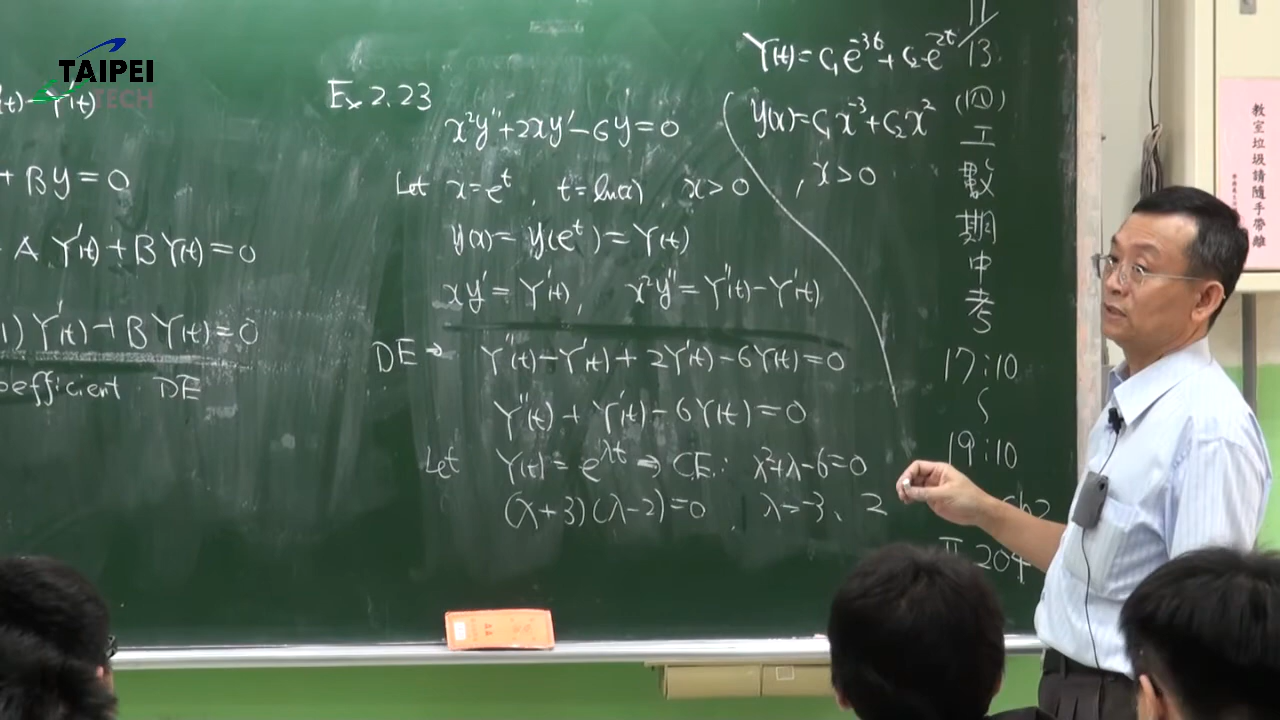 TAIPEI
TECH
(t)-Y'(t)
+ By = 0
A Y'(t) + B Y(t) = 0
1) Y'(t) + B Y(t) = 0
oefficient DE
Ex 2.23
x²y''+2xy'-6y=0
Let x=e^t, t=ln(x), x>0
y(x)=y(e^t)=Y(t)
xy'=Y'(t), x²y''=Y''(t)-Y'(t)
DE → Y''(t)-Y'(t)+2Y'(t)-6Y(t)=0
Y''(t)+Y'(t)-6Y(t)=0
Let Y(t)=e^{λt} ⇒ C.E.: λ²+λ-6=0
(λ+3)(λ-2)=0, λ=-3、2
Y(t)=c₁e^{-3t}+c₂e^{2t}
y(x)=c₁x^{-3}+c₂x²
, x>0
11/13
(四)
工
數
期
中
考
17:10
~
19:10
ch2
204
教室垃圾請隨手帶離